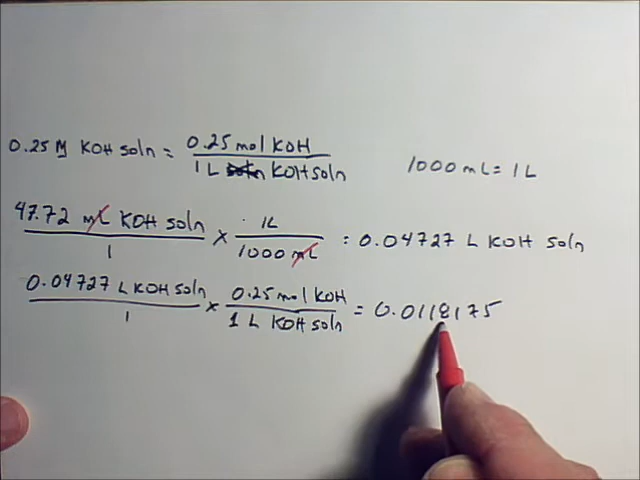 0.25 M KOH soln = 0.25 mol KOH / 1 L KOH soln
1000 mL = 1L
47.72 mL KOH soln / 1 x 1L / 1000 mL = 0.04727 L KOH soln
0.04727 L KOH soln / 1 x 0.25 mol KOH / 1 L KOH soln = 0.0118175